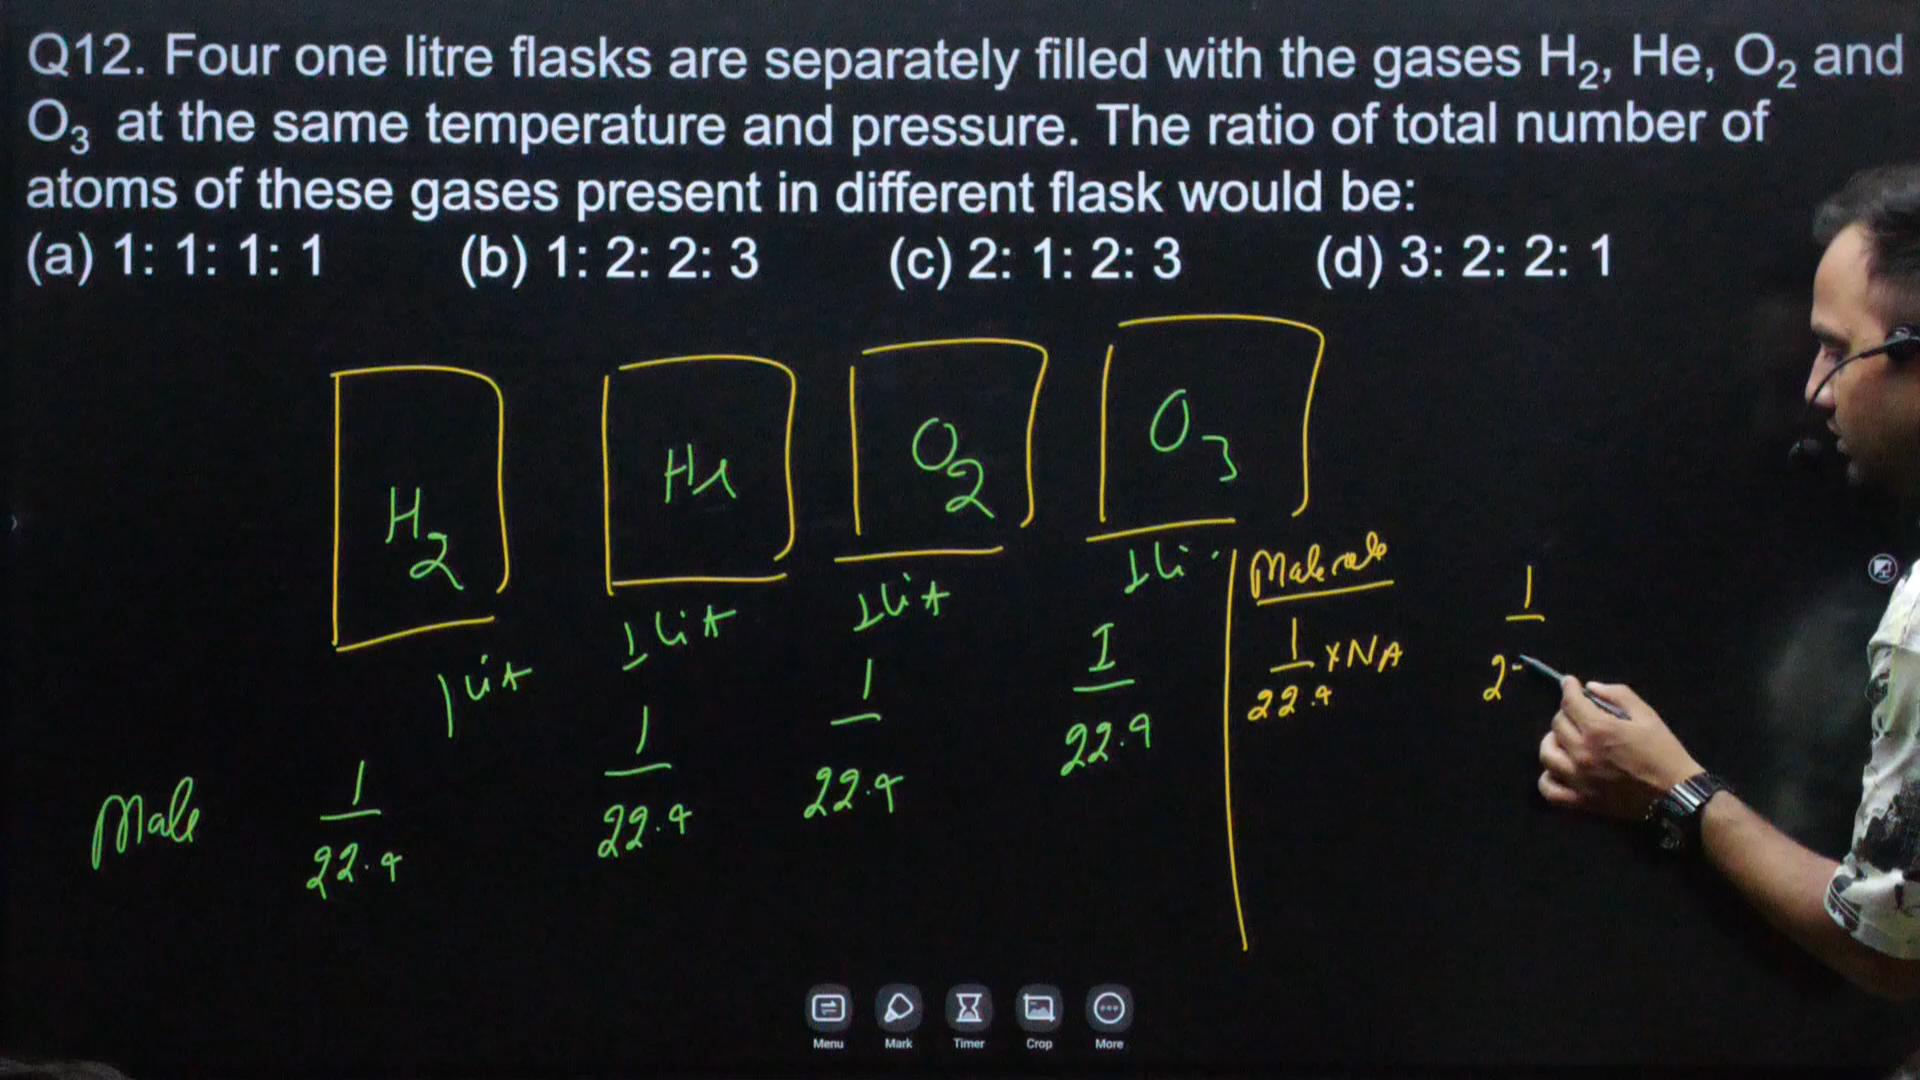 Q12. Four one litre flasks are separately filled with the gases H₂, He, O₂ and
O₃ at the same temperature and pressure. The ratio of total number of
atoms of these gases present in different flask would be:
(a) 1: 1: 1: 1 (b) 1: 2: 2: 3 (c) 2: 1: 2: 3 (d) 3: 2: 2: 1
H₂ He O₂ O₃
1 lit 1 lit 1 lit 1 li
Mole 1/22.4 1/22.4 1/22.4 1/22.4
Molecule
1/22.4 × NA
1/2
Menu Mark Timer Crop More